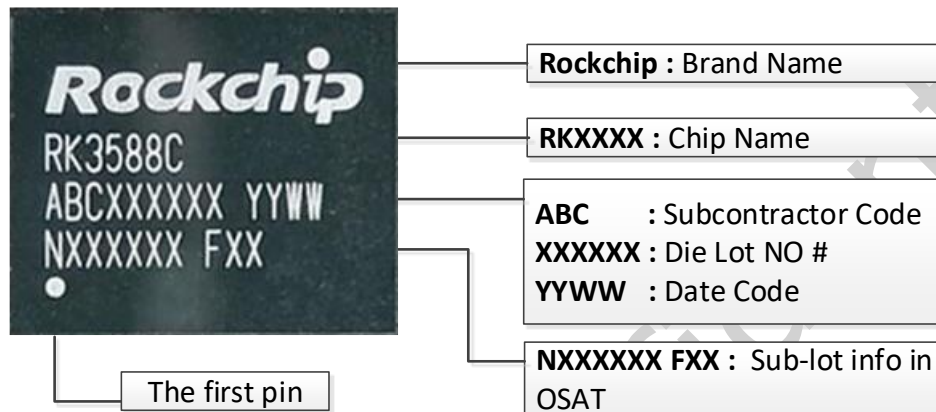 Rockchip
RK3588C
ABCXXXXXX YYWW
NXXXXXX FXX
Rockchip : Brand Name
RKXXXX : Chip Name
ABC : Subcontractor Code
XXXXXX : Die Lot NO #
YYWW : Date Code
NXXXXXX FXX : Sub-lot info in
OSAT
The first pin